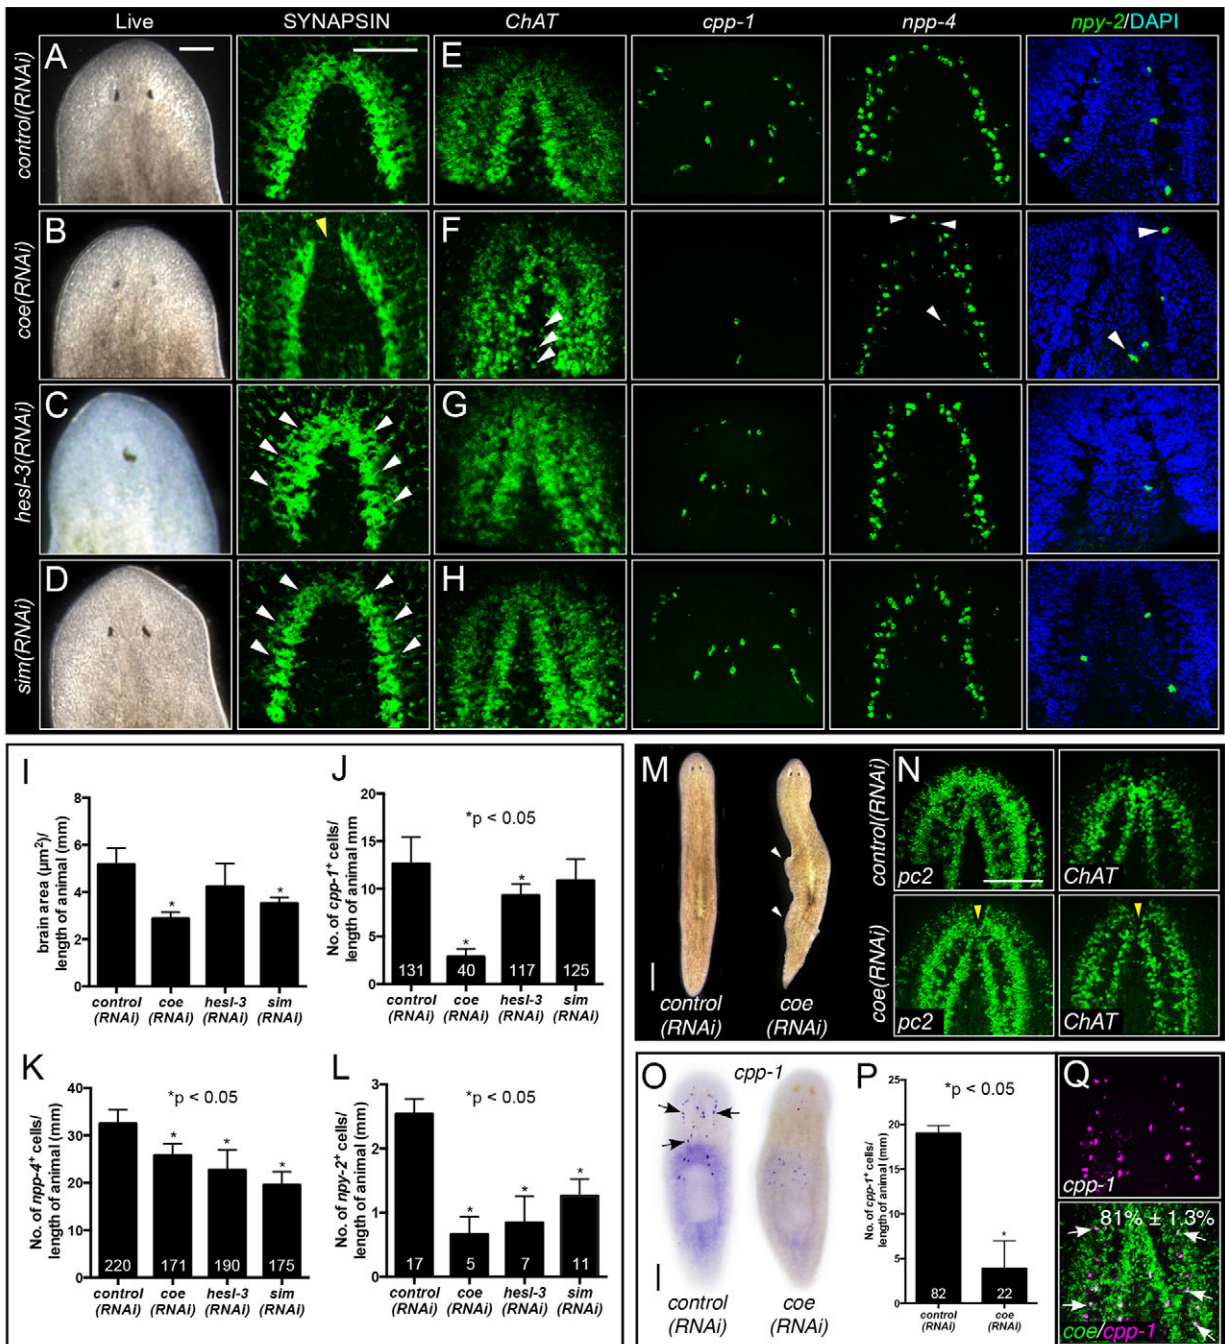 Live SYNAPSIN ChAT cpp-1 npp-4 npy-2/DAPI
control(RNAi)
A
E
coe(RNAi)
B
F
hesl-3(RNAi)
C
G
sim(RNAi)
D
H
I
brain area (µm²)/
length of animal (mm)
8
6
4
2
0
*
*
control
(RNAi)
coe
(RNAi)
hesl-3
(RNAi)
sim
(RNAi)
J
No. of cpp-1⁺ cells/
length of animal mm
20
15
10
5
0
*p < 0.05
*
*
131 40 117 125
control
(RNAi)
coe
(RNAi)
hesl-3
(RNAi)
sim
(RNAi)
K
No. of npp-4⁺ cells/
length of animal (mm)
40
30
20
10
0
*p < 0.05
*
*
*
220 171 190 175
control
(RNAi)
coe
(RNAi)
hesl-3
(RNAi)
sim
(RNAi)
L
No. of npy-2⁺ cells/
length of animal (mm)
3
2
1
0
*p < 0.05
*
*
*
17 5 7 11
control
(RNAi)
coe
(RNAi)
hesl-3
(RNAi)
sim
(RNAi)
M
control
(RNAi)
coe
(RNAi)
N
control(RNAi)
pc2
ChAT
coe(RNAi)
pc2
ChAT
O
cpp-1
control
(RNAi)
coe
(RNAi)
P
No. of cpp-1⁺ cells/
length of animal (mm)
25
20
15
10
5
0
*p < 0.05
*
82 22
control
(RNAi)
coe
(RNAi)
Q
cpp-1
81% ± 1.3%
coe/cpp-1